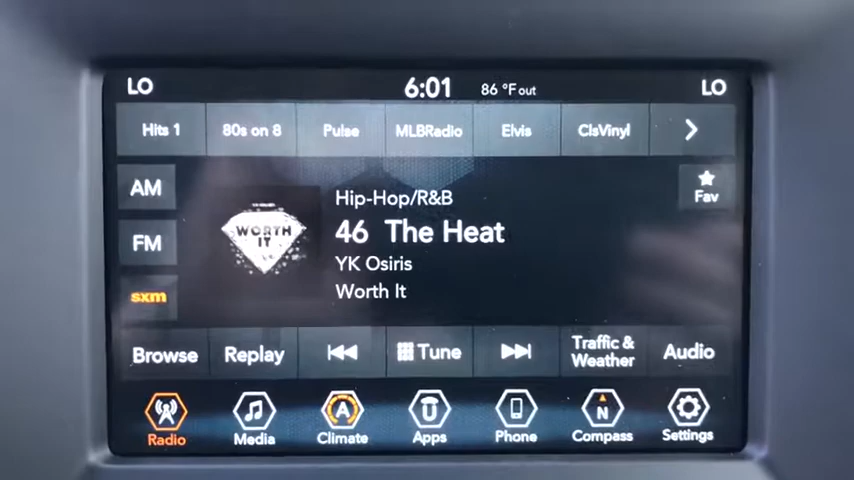 LO 6:01 86 °F out LO
Hits 1 80s on 8 Pulse MLBRadio Elvis ClsVinyl
AM
FM
sxm
WORTH
IT
Hip-Hop/R&B
46 The Heat
YK Osiris
Worth It
Fav
Browse Replay Tune Traffic & Weather Audio
Radio Media A Climate Apps Phone N Compass Settings